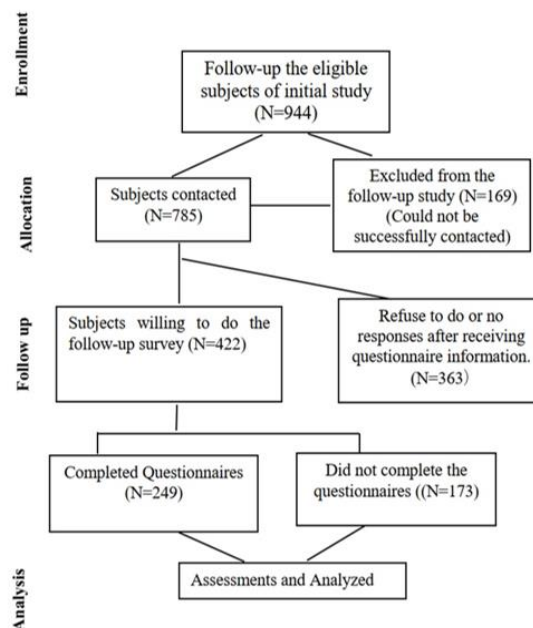 Enrollment
Follow-up the eligible
subjects of initial study
(N=944)
Allocation
Subjects contacted
(N=785)
Excluded from the
follow-up study (N=169)
(Could not be
successfully contacted)
Follow up
Subjects willing to do the
follow-up survey (N=422)
Refuse to do or no
responses after receiving
questionnaire information.
(N=363)
Completed Questionnaires
(N=249)
Did not complete the
questionnaires ((N=173)
Analysis
Assessments and Analyzed